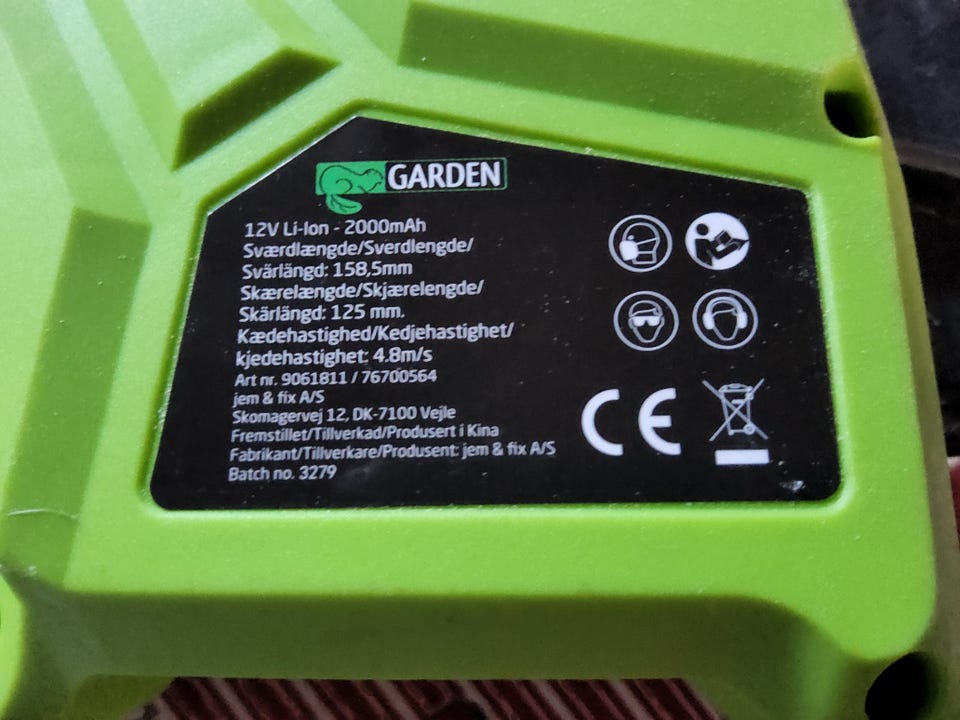 GARDEN
12V Li-Ion - 2000mAh
Sværdlængde/Sverdlengde/
Svärlängd: 158,5mm
Skærelængde/Skjærelengde/
Skärlängd: 125 mm.
Kædehastighed/Kedjehastighet/
kjedehastighet: 4.8m/s
Art nr. 9061811 / 76700564
jem & fix A/S
Skomagervej 12, DK-7100 Vejle
Fremstillet/Tillverkad/Produsert i Kina
Fabrikant/Tillverkare/Produsent: jem & fix A/S
Batch no. 3279
CE